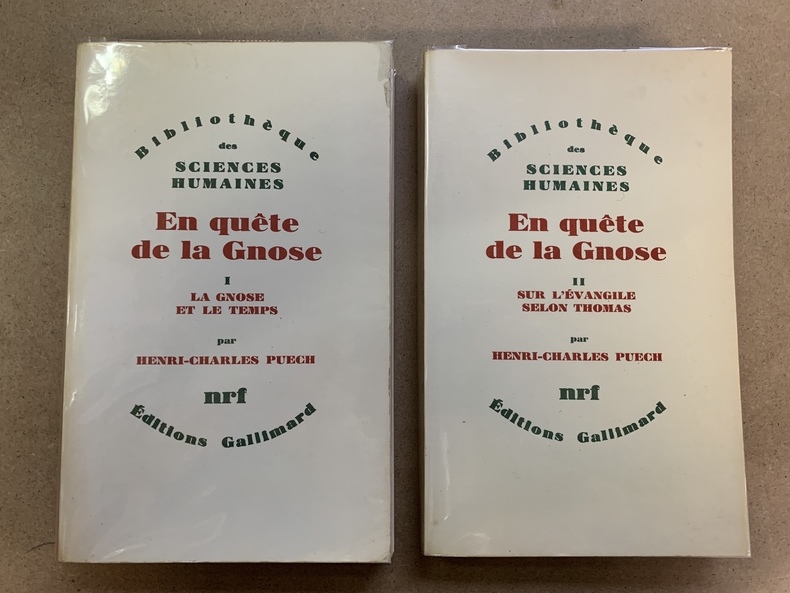 Bibliothèque
des
SCIENCES
HUMAINES
En quête
de la Gnose
I
LA GNOSE
ET LE TEMPS
par
HENRI-CHARLES PUECH
nrf
Éditions Gallimard
Bibliothèque
des
SCIENCES
HUMAINES
En quête
de la Gnose
II
SUR L'ÉVANGILE
SELON THOMAS
par
HENRI-CHARLES PUECH
nrf
Éditions Gallimard